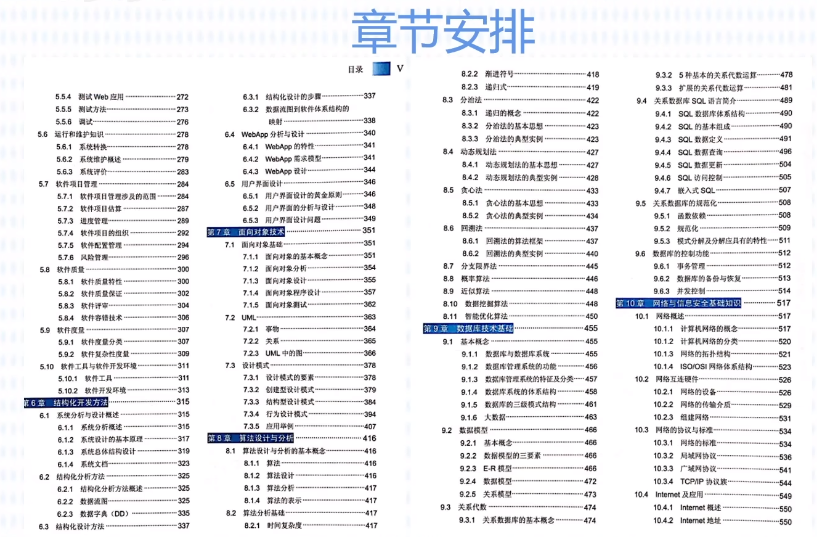 章节安排
目录 V
5.5.4 测试 Web 应用 272
5.5.5 测试方法 273
5.5.6 调试 276
5.6 运行和维护知识 278
5.6.1 系统转换 278
5.6.2 系统维护概述 279
5.6.3 系统评价 283
5.7 软件项目管理 284
5.7.1 软件项目管理涉及的范围 284
5.7.2 软件项目估算 287
5.7.3 进度管理 289
5.7.4 软件项目的组织 292
5.7.5 软件配置管理 294
5.7.6 风险管理 296
5.8 软件质量 300
5.8.1 软件质量特性 300
5.8.2 软件质量保证 302
5.8.3 软件评审 304
5.8.4 软件容错技术 306
5.9 软件度量 307
5.9.1 软件度量分类 307
5.9.2 软件复杂性度量 309
5.10 软件工具与软件开发环境 311
5.10.1 软件工具 311
5.10.2 软件开发环境 313
第 6 章 结构化开发方法 315
6.1 系统分析与设计概述 315
6.1.1 系统分析概述 315
6.1.2 系统设计的基本原理 317
6.1.3 系统总体结构设计 319
6.1.4 系统文档 323
6.2 结构化分析方法 325
6.2.1 结构化分析方法概述 325
6.2.2 数据流图 325
6.2.3 数据字典（DD） 335
6.3 结构化设计方法 337
6.3.1 结构化设计的步骤 337
6.3.2 数据流图到软件体系结构的
映射 338
6.4 WebApp 分析与设计 340
6.4.1 WebApp 的特性 341
6.4.2 WebApp 需求模型 341
6.4.3 WebApp 设计 344
6.5 用户界面设计 346
6.5.1 用户界面设计的黄金原则 346
6.5.2 用户界面的分析与设计 348
6.5.3 用户界面设计问题 349
第 7 章 面向对象技术 351
7.1 面向对象基础 351
7.1.1 面向对象的基本概念 351
7.1.2 面向对象分析 354
7.1.3 面向对象设计 355
7.1.4 面向对象程序设计 357
7.1.5 面向对象测试 362
7.2 UML 363
7.2.1 事物 364
7.2.2 关系 365
7.2.3 UML 中的图 366
7.3 设计模式 378
7.3.1 设计模式的要素 378
7.3.2 创建型设计模式 379
7.3.3 结构型设计模式 384
7.3.4 行为设计模式 394
7.3.5 应用举例 407
第 8 章 算法设计与分析 416
8.1 算法设计与分析的基本概念 416
8.1.1 算法 416
8.1.2 算法设计 416
8.1.3 算法分析 417
8.1.4 算法的表示 417
8.2 算法分析基础 417
8.2.1 时间复杂度 417
8.2.2 渐进符号 418
8.2.3 递归式 419
8.3 分治法 422
8.3.1 递归的概念 422
8.3.2 分治法的基本思想 423
8.3.3 分治法的典型实例 423
8.4 动态规划法 427
8.4.1 动态规划法的基本思想 427
8.4.2 动态规划法的典型实例 428
8.5 贪心法 433
8.5.1 贪心法的基本思想 433
8.5.2 贪心法的典型实例 434
8.6 回溯法 437
8.6.1 回溯法的算法框架 437
8.6.2 回溯法的典型实例 440
8.7 分支限界法 445
8.8 概率算法 446
8.9 近似算法 448
8.10 数据挖掘算法 448
8.11 智能优化算法 450
第 9 章 数据库技术基础 455
9.1 基本概念 455
9.1.1 数据库与数据库系统 455
9.1.2 数据库管理系统的功能 456
9.1.3 数据库管理系统的特征及分类 457
9.1.4 数据库系统的体系结构 458
9.1.5 数据库的三级模式结构 461
9.1.6 大数据 463
9.2 数据模型 466
9.2.1 基本概念 466
9.2.2 数据模型的三要素 466
9.2.3 E-R 模型 466
9.2.4 数据模型 472
9.2.5 关系模型 473
9.3 关系代数 474
9.3.1 关系数据库的基本概念 474
9.3.2 5 种基本的关系代数运算 478
9.3.3 扩展的关系代数运算 481
9.4 关系数据库 SQL 语言简介 489
9.4.1 SQL 数据库体系结构 490
9.4.2 SQL 的基本组成 490
9.4.3 SQL 数据定义 491
9.4.4 SQL 数据查询 496
9.4.5 SQL 数据更新 504
9.4.6 SQL 访问控制 505
9.4.7 嵌入式 SQL 507
9.5 关系数据库的规范化 508
9.5.1 函数依赖 508
9.5.2 规范化 509
9.5.3 模式分解及分解应具有的特性 511
9.6 数据库的控制功能 512
9.6.1 事务管理 512
9.6.2 数据库的备份与恢复 513
9.6.3 并发控制 514
第 10 章 网络与信息安全基础知识 517
10.1 网络概述 517
10.1.1 计算机网络的概念 517
10.1.2 计算机网络的分类 520
10.1.3 网络的拓扑结构 521
10.1.4 ISO/OSI 网络体系结构 523
10.2 网络互连硬件 526
10.2.1 网络的设备 526
10.2.2 网络的传输介质 529
10.2.3 组建网络 531
10.3 网络的协议与标准 534
10.3.1 网络的标准 534
10.3.2 局域网协议 536
10.3.3 广域网协议 541
10.3.4 TCP/IP 协议族 544
10.4 Internet 及应用 549
10.4.1 Internet 概述 550
10.4.2 Internet 地址 550